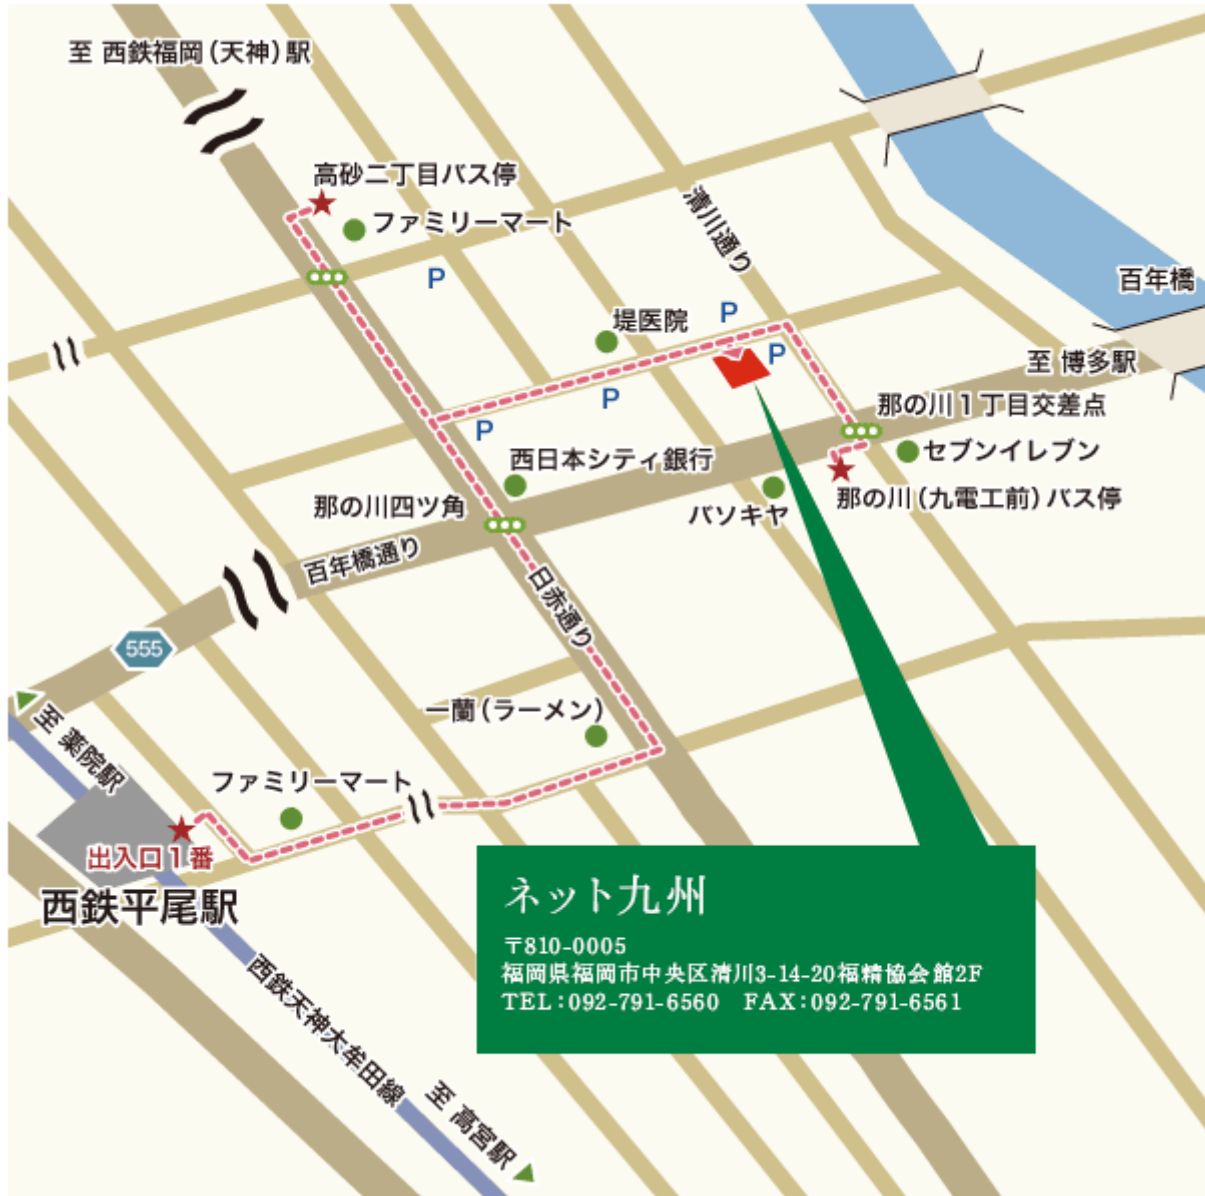 至 西鉄福岡(天神)駅
高砂二丁目バス停
ファミリーマート
清川通り
P
百年橋
P
堤医院
P
至 博多駅
P
那の川1丁目交差点
P
西日本シティ銀行
セブンイレブン
那の川四ツ角
バソキヤ
那の川(九電工前)バス停
百年橋通り
日赤通り
555
至 薬院駅
一蘭(ラーメン)
ファミリーマート
出入口1番
西鉄平尾駅
ネット九州
〒810-0005
福岡県福岡市中央区清川3-14-20福精協会館2F
TEL:092-791-6560 FAX:092-791-6561
西鉄天神大牟田線
至 高宮駅